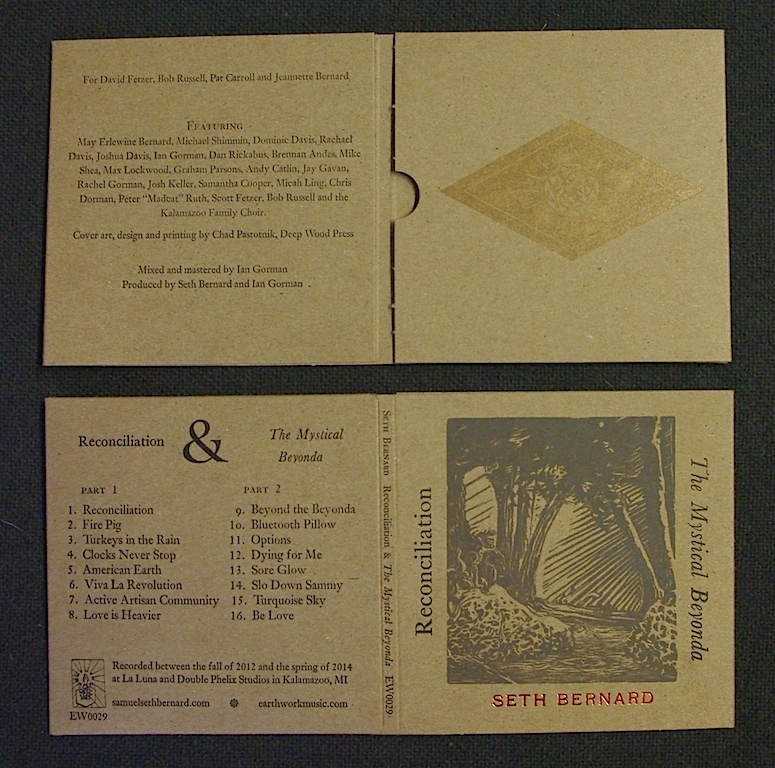 For David Fetzer, Bob Russell, Pat Carroll and Jeannette Bernard
Featuring
May Erlewine Bernard, Michael Shimmin, Dominic Davis, Rachael
Davis, Joshua Davis, Ian Gorman, Dan Rickabus, Brennan Andes, Mike
Shea, Max Lockwood, Graham Parsons, Andy Catlin, Jay Gavan,
Rachel Gorman, Josh Keller, Samantha Cooper, Micah Ling, Chris
Dorman, Peter "Madcat" Ruth, Scott Fetzer, Bob Russell and the
Kalamazoo Family Choir.
Cover art, design and printing by Chad Pastotnik, Deep Wood Press
Mixed and mastered by Ian Gorman
Produced by Seth Bernard and Ian Gorman .
Reconciliation & The Mystical
Beyonda
PART 1
1. Reconciliation
2. Fire Pig
3. Turkeys in the Rain
4. Clocks Never Stop
5. American Earth
6. Viva La Revolution
7. Active Artisan Community
8. Love is Heavier
PART 2
9. Beyond the Beyonda
10. Bluetooth Pillow
11. Options
12. Dying for Me
13. Sore Glow
14. Slo Down Sammy
15. Turquoise Sky
16. Be Love
Recorded between the fall of 2012 and the spring of 2014
at La Luna and Double Phelix Studios in Kalamazoo, MI
samuelsethbernard.com earthworkmusic.com
EW0029
Seth Bernard Reconciliation & The Mystical Beyonda EW0029
Reconciliation
The Mystical Beyonda
SETH BERNARD